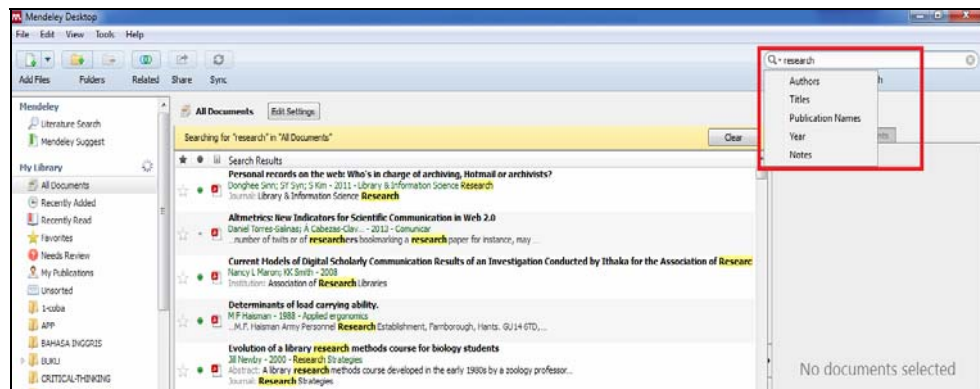 Mendeley Desktop
File Edit View Tools Help
Add Files Folders Related Share Sync
research
Authors
Titles
Publication Names
Year
Notes
Mendeley
Literature Search
Mendeley Suggest
My Library
All Documents
Recently Added
Recently Read
Favorites
Needs Review
My Publications
Unsorted
1-coba
APP
BAHASA INGGRIS
BUKU
CRITICAL-THINKING
All Documents Edit Settings
Searching for "research" in "All Documents" Clear
Search Results
Personal records on the web: Who's in charge of archiving, Hotmail or archivists?
Donghee Sinn; SY Syn; S Kim - 2011 - Library & Information Science Research
Journal: Library & Information Science Research
Altmetrics: New Indicators for Scientific Communication in Web 2.0
Daniel Torres-Salinas; Á Cabezas-Clav... - 2013 - Comunicar
...number of twits or of researchers bookmarking a research paper for instance, may ...
Current Models of Digital Scholarly Communication Results of an Investigation Conducted by Ithaka for the Association of Researc
Nancy L Maron; KK Smith - 2008
Institution: Association of Research Libraries
Determinants of load carrying ability.
M F Haisman - 1988 - Applied ergonomics
...M.F. Haisman Army Personnel Research Establishment, Farnborough, Hants. GU14 6TD,...
Evolution of a library research methods course for biology students
Jill Newby - 2000 - Research Strategies
Abstract: A library research methods course developed in the early 1980s by a zoology professor...
Journal: Research Strategies
No documents selected